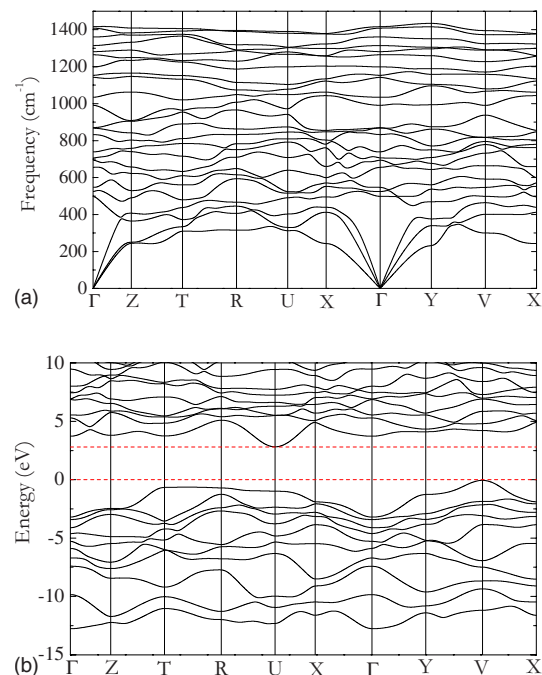 1400
1200
1000
800
600
400
200
0
Frequency (cm⁻¹)
(a)
Γ Z T R U X Γ Y V X
10
5
0
-5
-10
-15
Energy (eV)
(b)
Γ Z T R U X Γ Y V X